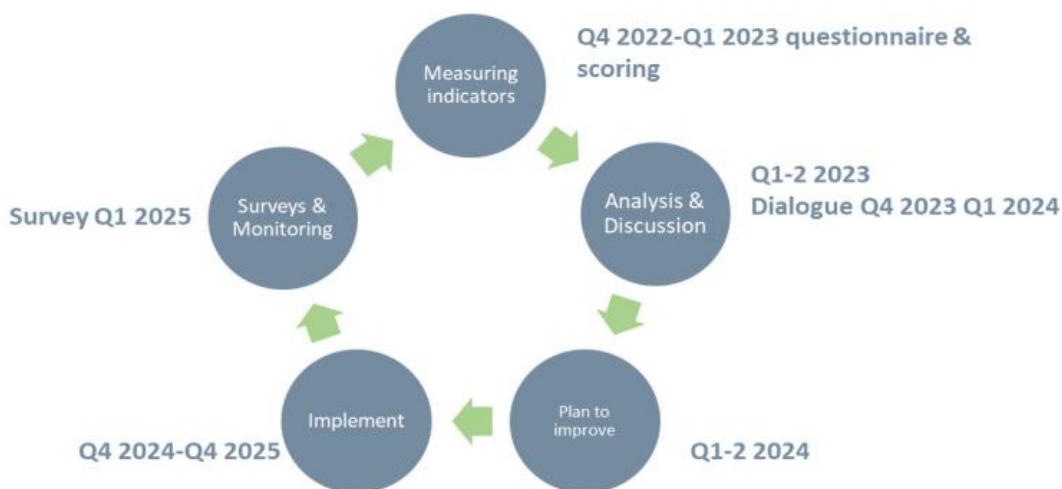 Measuring
indicators
Q4 2022-Q1 2023 questionnaire &
scoring
Analysis &
Discussion
Q1-2 2023
Dialogue Q4 2023 Q1 2024
Plan to
improve
Q1-2 2024
Implement
Q4 2024-Q4 2025
Surveys &
Monitoring
Survey Q1 2025